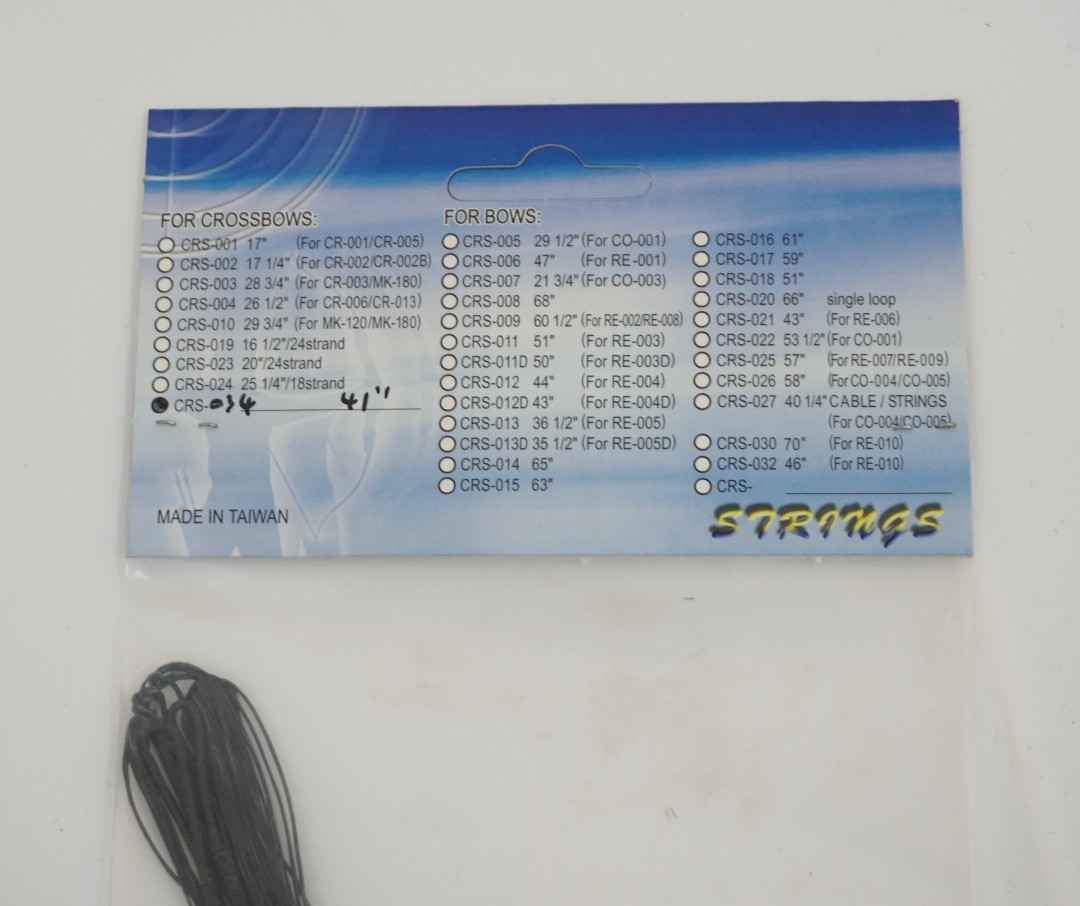 FOR CROSSBOWS:
CRS-001 17" (For CR-001/CR-005)
CRS-002 17 1/4" (For CR-002/CR-002B)
CRS-003 28 3/4" (For CR-003/MK-180)
CRS-004 26 1/2" (For CR-006/CR-013)
CRS-010 29 3/4" (For MK-120/MK-180)
CRS-019 16 1/2"/24strand
CRS-023 20"/24strand
CRS-024 25 1/4"/18strand
CRS-034 41"
MADE IN TAIWAN
FOR BOWS:
CRS-005 29 1/2" (For CO-001)
CRS-006 47" (For RE-001)
CRS-007 21 3/4" (For CO-003)
CRS-008 68"
CRS-009 60 1/2" (For RE-002/RE-008)
CRS-011 51" (For RE-003)
CRS-011D 50" (For RE-003D)
CRS-012 44" (For RE-004)
CRS-012D 43" (For RE-004D)
CRS-013 36 1/2" (For RE-005)
CRS-013D 35 1/2" (For RE-005D)
CRS-014 65"
CRS-015 63"
CRS-016 61"
CRS-017 59"
CRS-018 51"
CRS-020 66" single loop
CRS-021 43" (For RE-006)
CRS-022 53 1/2" (For CO-001)
CRS-025 57" (For RE-007/RE-009)
CRS-026 58" (For CO-004/CO-005)
CRS-027 40 1/4" CABLE / STRINGS
(For CO-004/CO-005)
CRS-030 70" (For RE-010)
CRS-032 46" (For RE-010)
CRS-
STRINGS